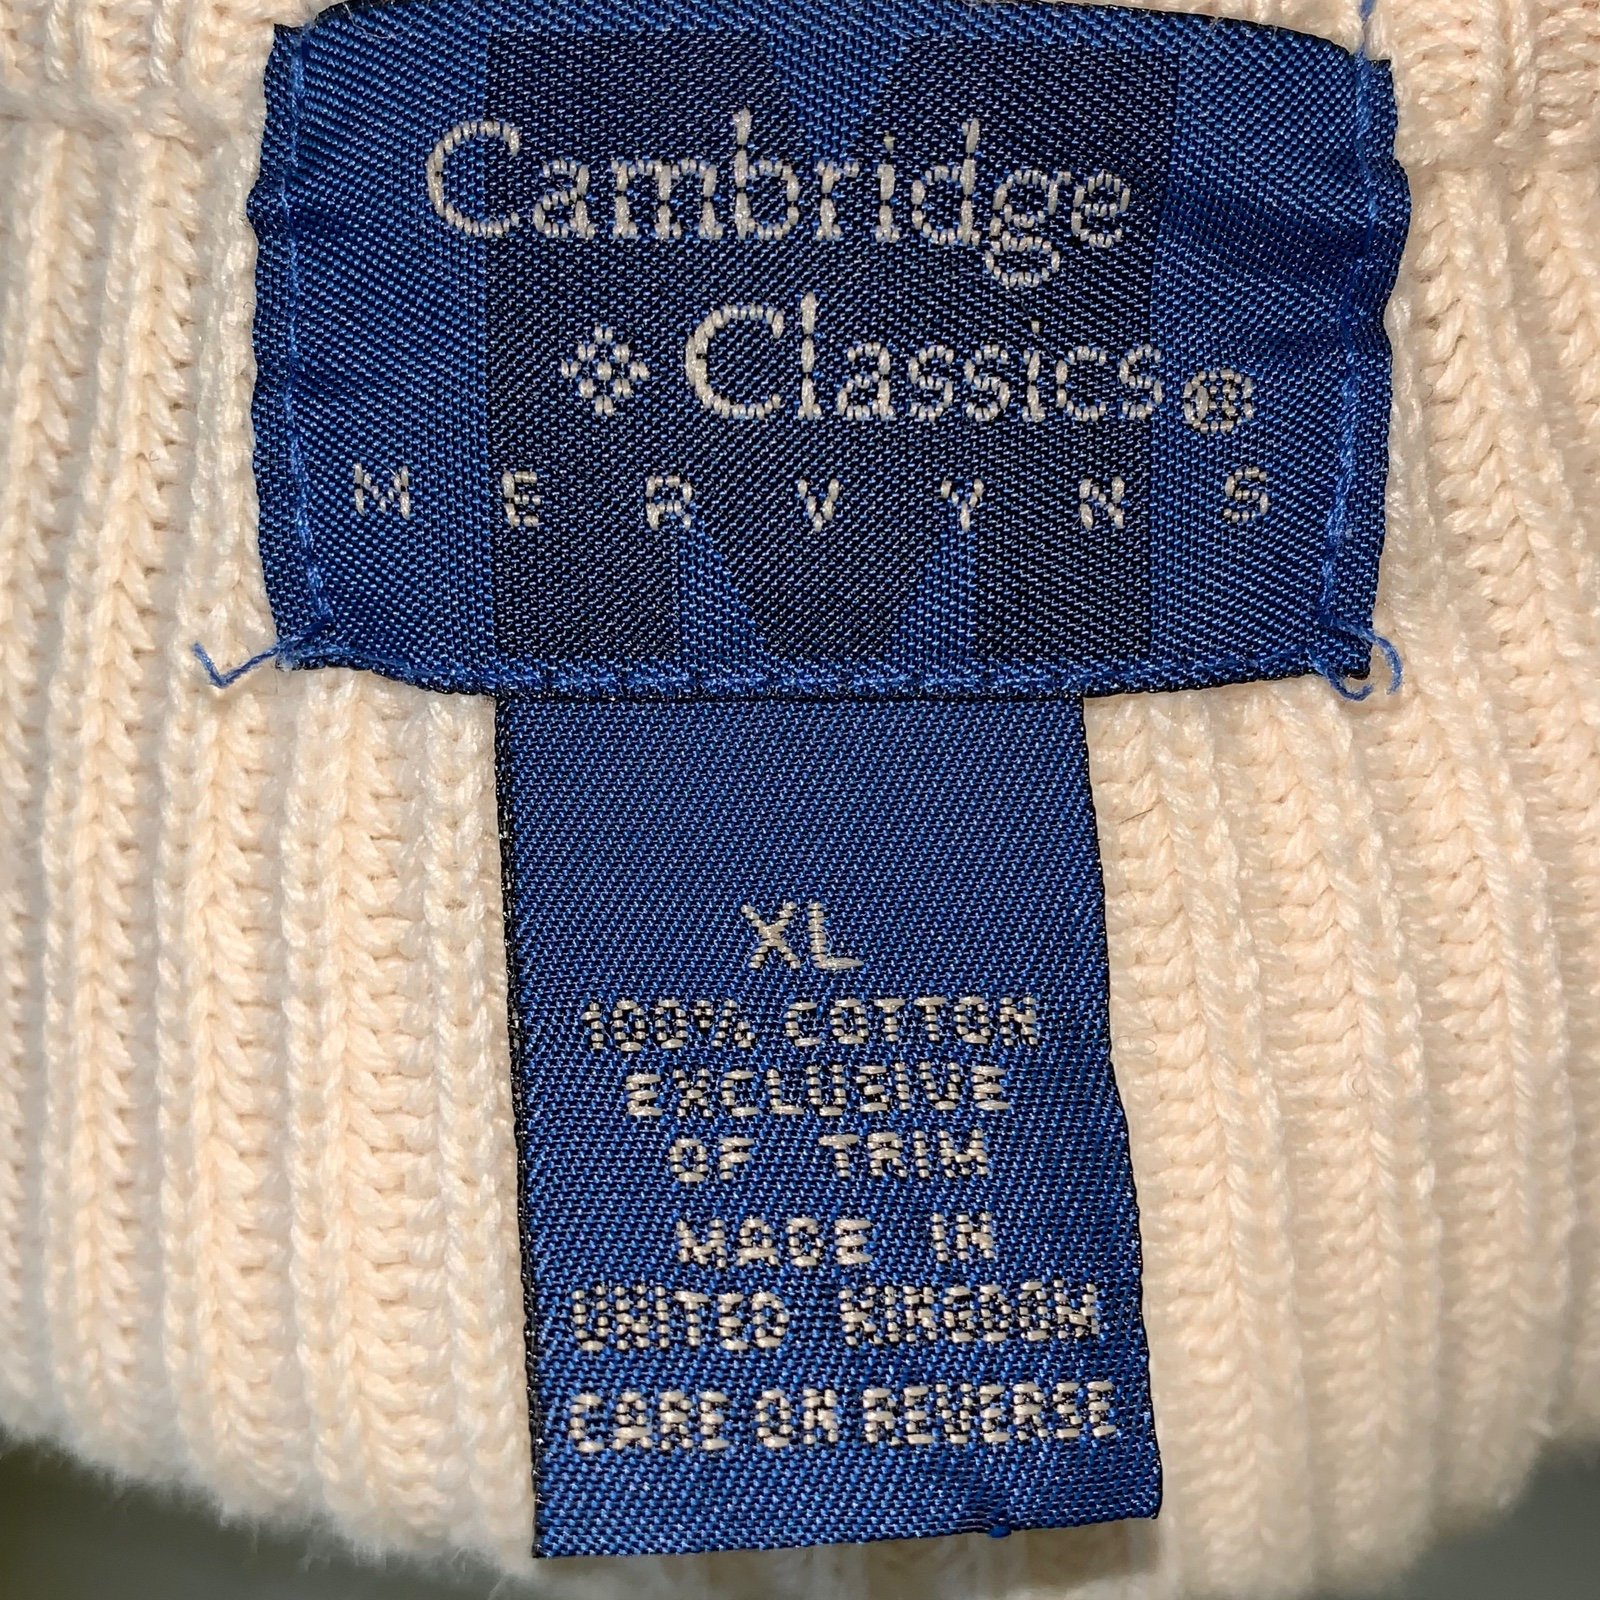 Cambridge
Classics®
MERVYNS
XL
100% COTTON
EXCLUSIVE
OF TRIM
MADE IN
UNITED KINGDOM
CARE ON REVERSE